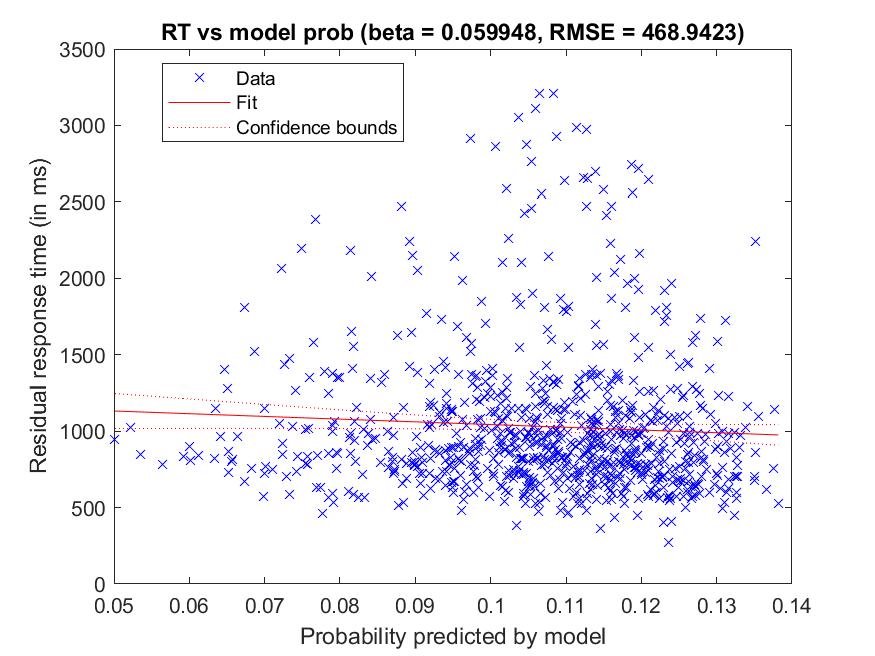 RT vs model prob (beta = 0.059948, RMSE = 468.9423)
Data
Fit
Confidence bounds
Residual response time (in ms)
3500
3000
2500
2000
1500
1000
500
0
0.05 0.06 0.07 0.08 0.09 0.1 0.11 0.12 0.13 0.14
Probability predicted by model